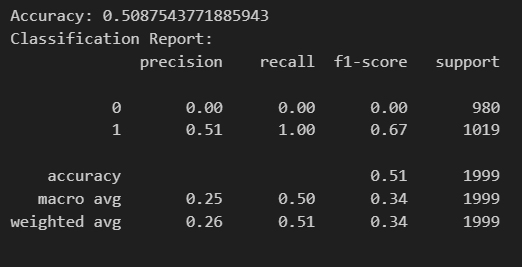 Accuracy: 0.5087543771885943
Classification Report:
precision recall f1-score support
0 0.00 0.00 0.00 980
1 0.51 1.00 0.67 1019
accuracy 0.51 1999
macro avg 0.25 0.50 0.34 1999
weighted avg 0.26 0.51 0.34 1999